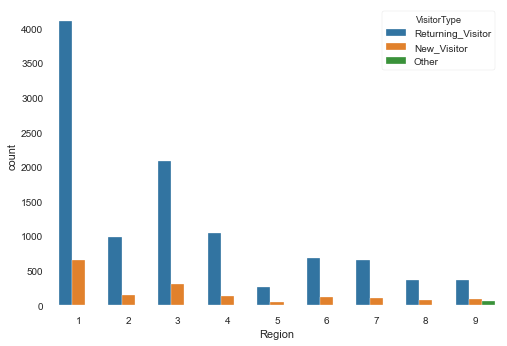 VisitorType
Returning_Visitor
New_Visitor
Other
4000
3500
3000
2500
2000
1500
1000
500
0
count
1 2 3 4 5 6 7 8 9
Region